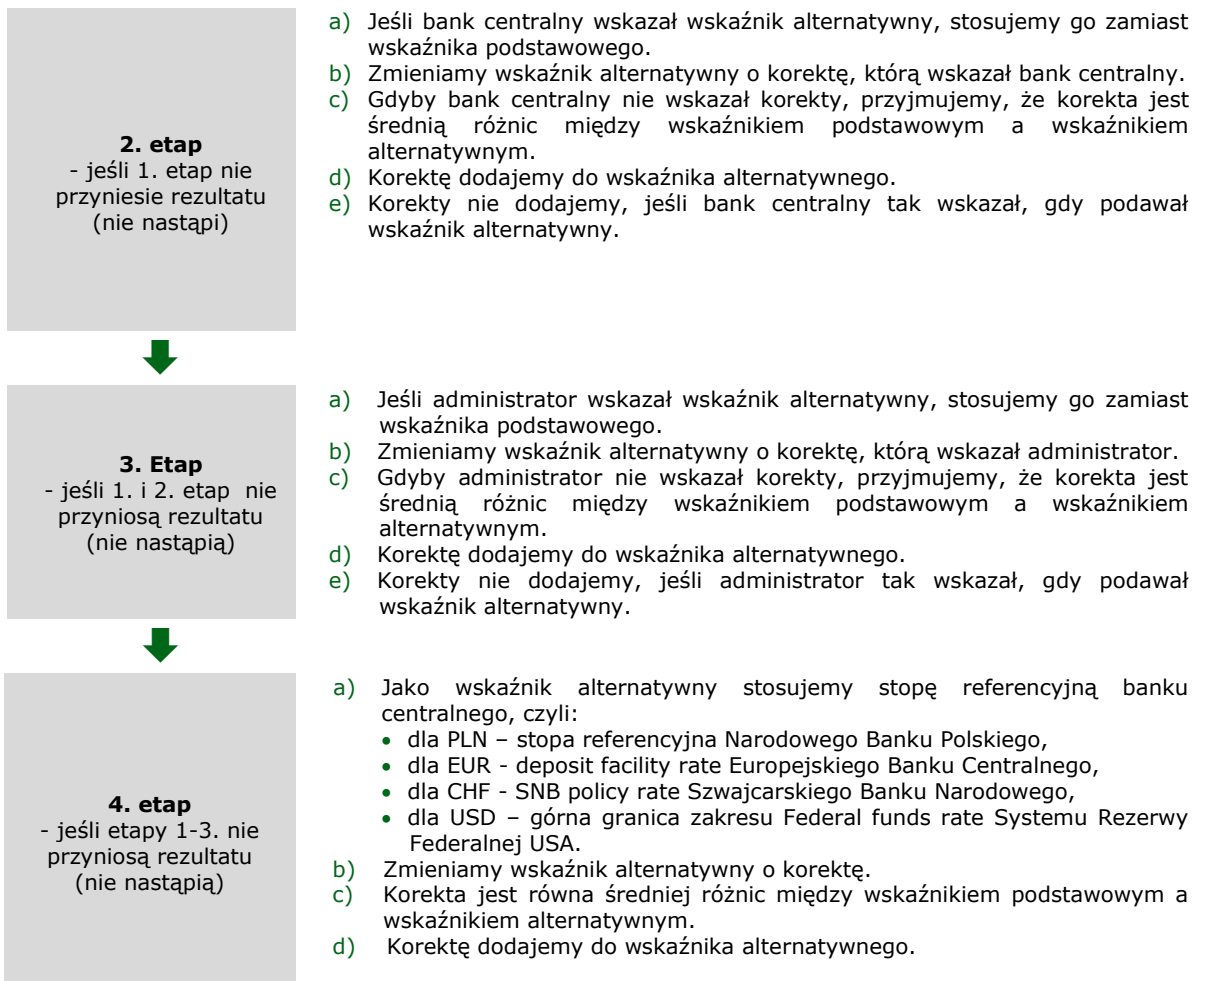 2. etap
- jeśli 1. etap nie
przyniesie rezultatu
(nie nastąpi)
a) Jeśli bank centralny wskazał wskaźnik alternatywny, stosujemy go zamiast
wskaźnika podstawowego.
b) Zmieniamy wskaźnik alternatywny o korektę, którą wskazał bank centralny.
c) Gdyby bank centralny nie wskazał korekty, przyjmujemy, że korekta jest
średnią różnic między wskaźnikiem podstawowym a wskaźnikiem
alternatywnym.
d) Korektę dodajemy do wskaźnika alternatywnego.
e) Korekty nie dodajemy, jeśli bank centralny tak wskazał, gdy podawał
wskaźnik alternatywny.
3. Etap
- jeśli 1. i 2. etap nie
przyniosą rezultatu
(nie nastąpią)
a) Jeśli administrator wskazał wskaźnik alternatywny, stosujemy go zamiast
wskaźnika podstawowego.
b) Zmieniamy wskaźnik alternatywny o korektę, którą wskazał administrator.
c) Gdyby administrator nie wskazał korekty, przyjmujemy, że korekta jest
średnią różnic między wskaźnikiem podstawowym a wskaźnikiem
alternatywnym.
d) Korektę dodajemy do wskaźnika alternatywnego.
e) Korekty nie dodajemy, jeśli administrator tak wskazał, gdy podawał
wskaźnik alternatywny.
4. etap
- jeśli etapy 1-3. nie
przyniosą rezultatu
(nie nastąpią)
a) Jako wskaźnik alternatywny stosujemy stopę referencyjną banku
centralnego, czyli:
• dla PLN – stopa referencyjna Narodowego Banku Polskiego,
• dla EUR - deposit facility rate Europejskiego Banku Centralnego,
• dla CHF - SNB policy rate Szwajcarskiego Banku Narodowego,
• dla USD – górna granica zakresu Federal funds rate Systemu Rezerwy
Federalnej USA.
b) Zmieniamy wskaźnik alternatywny o korektę.
c) Korekta jest równa średniej różnic między wskaźnikiem podstawowym a
wskaźnikiem alternatywnym.
d) Korektę dodajemy do wskaźnika alternatywnego.